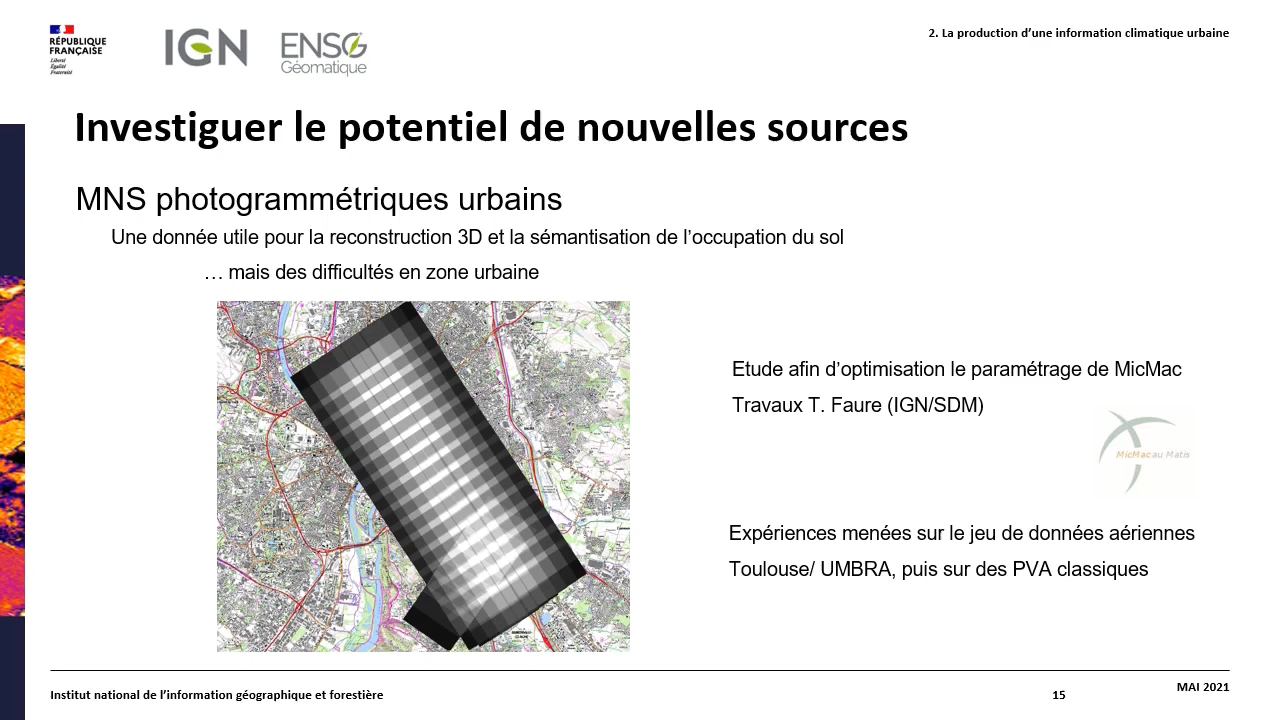 RÉPUBLIQUE
FRANÇAISE
Liberté
Égalité
Fraternité
IGN
ENSG
Géomatique
2. La production d’une information climatique urbaine
Investiguer le potentiel de nouvelles sources
MNS photogrammétriques urbains
Une donnée utile pour la reconstruction 3D et la sémantisation de l’occupation du sol
… mais des difficultés en zone urbaine
Etude afin d’optimisation le paramétrage de MicMac
Travaux T. Faure (IGN/SDM)
MicMac au Matis
Expériences menées sur le jeu de données aériennes
Toulouse/ UMBRA, puis sur des PVA classiques
Institut national de l’information géographique et forestière
15
MAI 2021